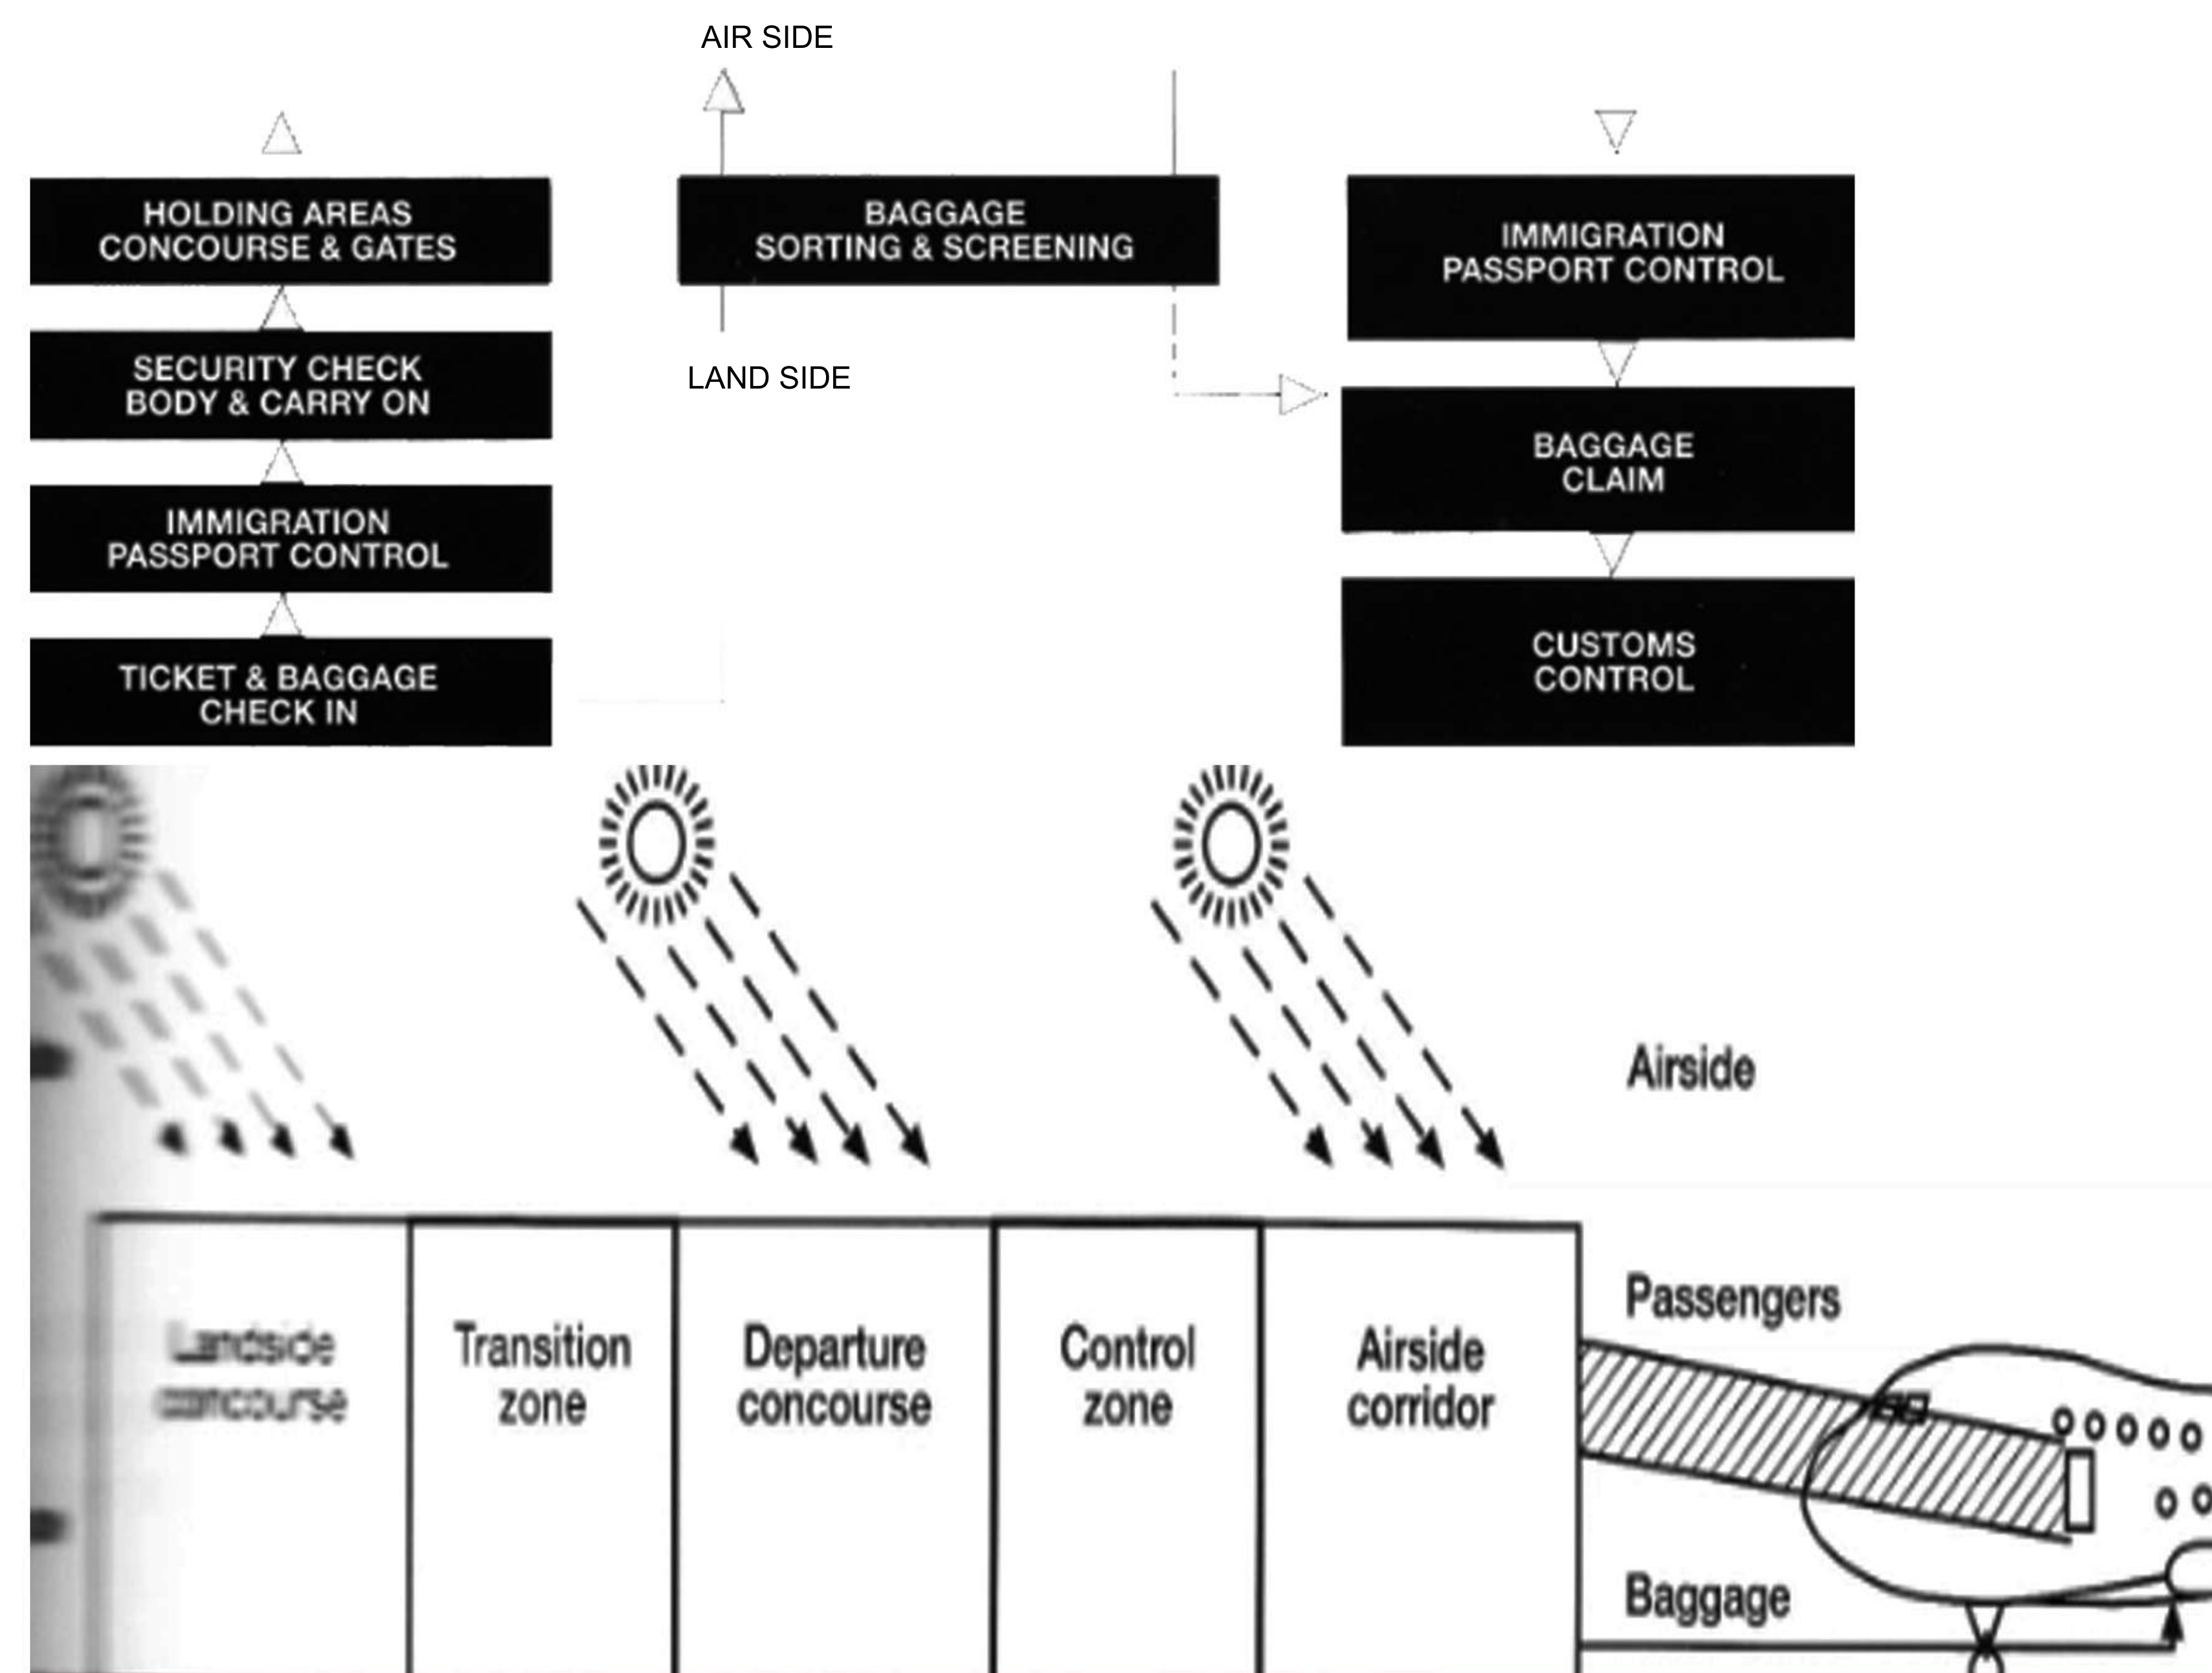 AIR SIDE
HOLDING AREAS
CONCOURSE & GATES
BAGGAGE
SORTING & SCREENING
IMMIGRATION
PASSPORT CONTROL
SECURITY CHECK
BODY & CARRY ON
LAND SIDE
BAGGAGE
CLAIM
IMMIGRATION
PASSPORT CONTROL
TICKET & BAGGAGE
CHECK IN
CUSTOMS
CONTROL
Airside
Passengers
Landside
concourse
Transition
zone
Departure
concourse
Control
zone
Airside
corridor
Baggage